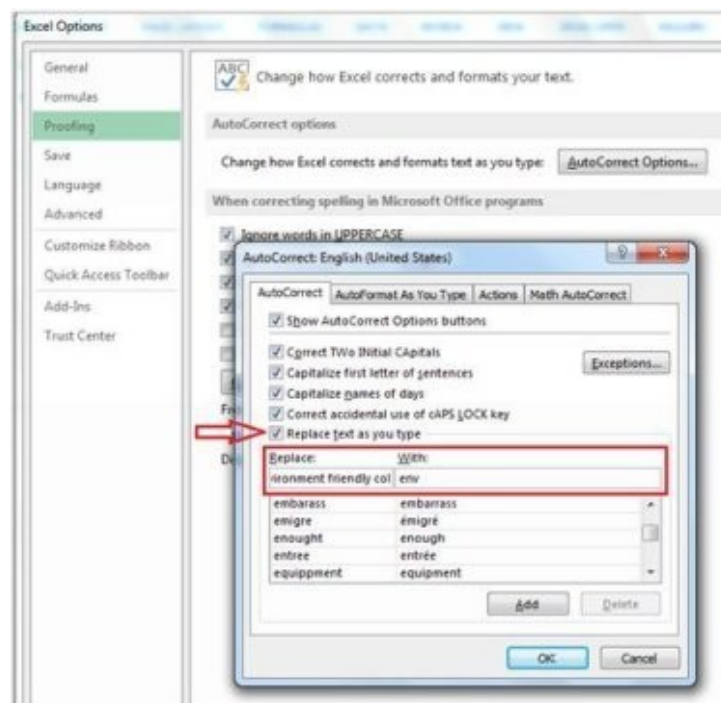 Excel Options
General
Formulas
Proofing
Save
Language
Advanced
Customize Ribbon
Quick Access Toolbar
Add-Ins
Trust Center
ABC
Change how Excel corrects and formats your text.
AutoCorrect options
Change how Excel corrects and formats text as you type: AutoCorrect Options...
When correcting spelling in Microsoft Office programs
Ignore words in UPPERCASE
AutoCorrect: English (United States)
AutoCorrect AutoFormat As You Type Actions Math AutoCorrect
Show AutoCorrect Options buttons
Correct TWo INitial CApitals
Exceptions...
Capitalize first letter of sentences
Capitalize names of days
Correct accidental use of cAPS LOCK key
Replace text as you type
Replace: With:
ironment friendly col env
embarass embarrass
emigre émigré
enought enough
entree entrée
equippment equipment
Add Delete
OK Cancel